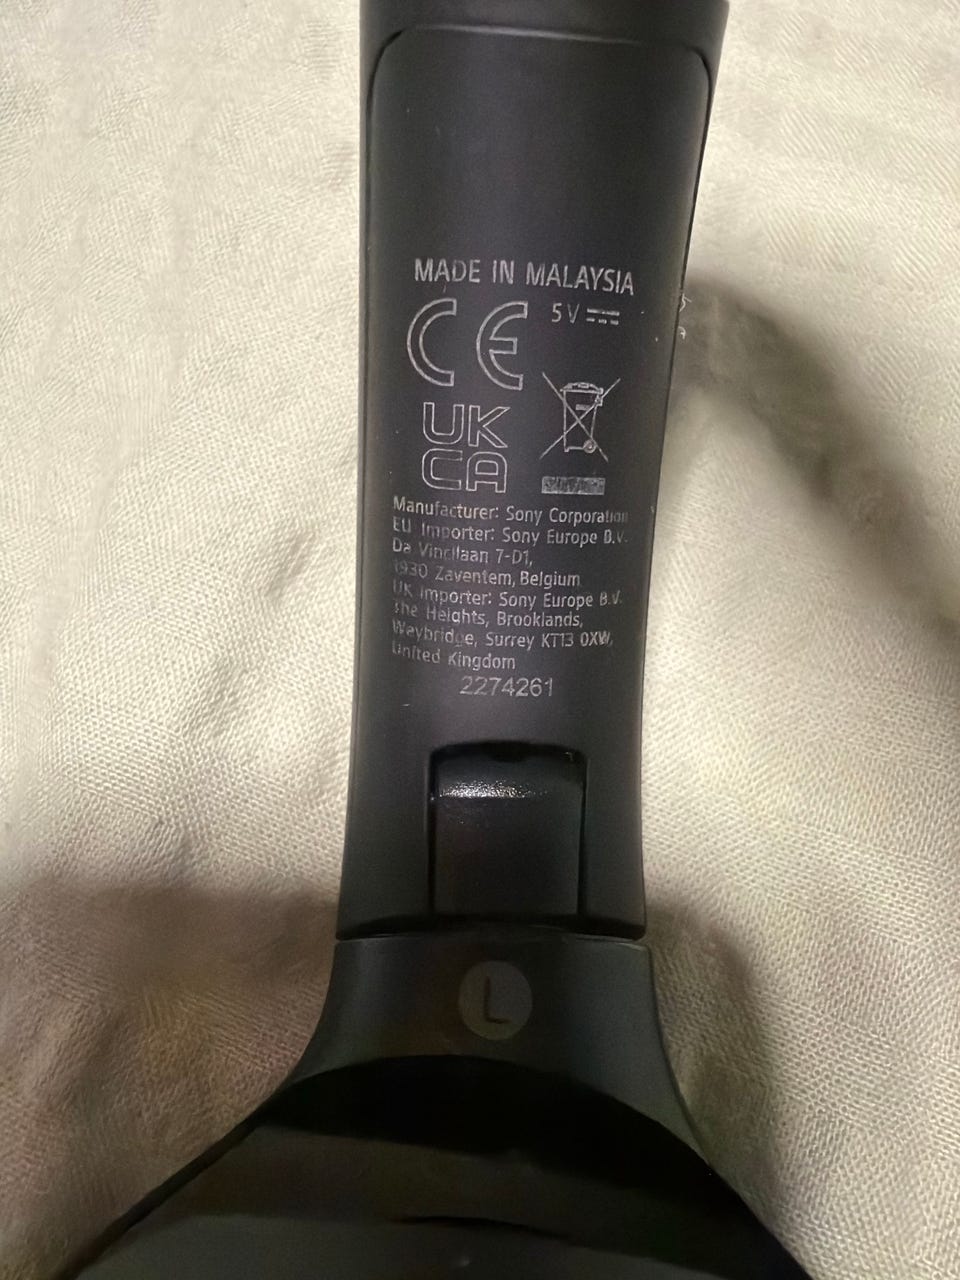 MADE IN MALAYSIA
CE 5V
UK
CA
Manufacturer: Sony Corporation
EU Importer: Sony Europe B.V.
Da Vincilaan 7-D1,
1930 Zaventem, Belgium
UK Importer: Sony Europe B.V.
The Heights, Brooklands,
Weybridge, Surrey KT13 0XW,
United Kingdom
2274261
L